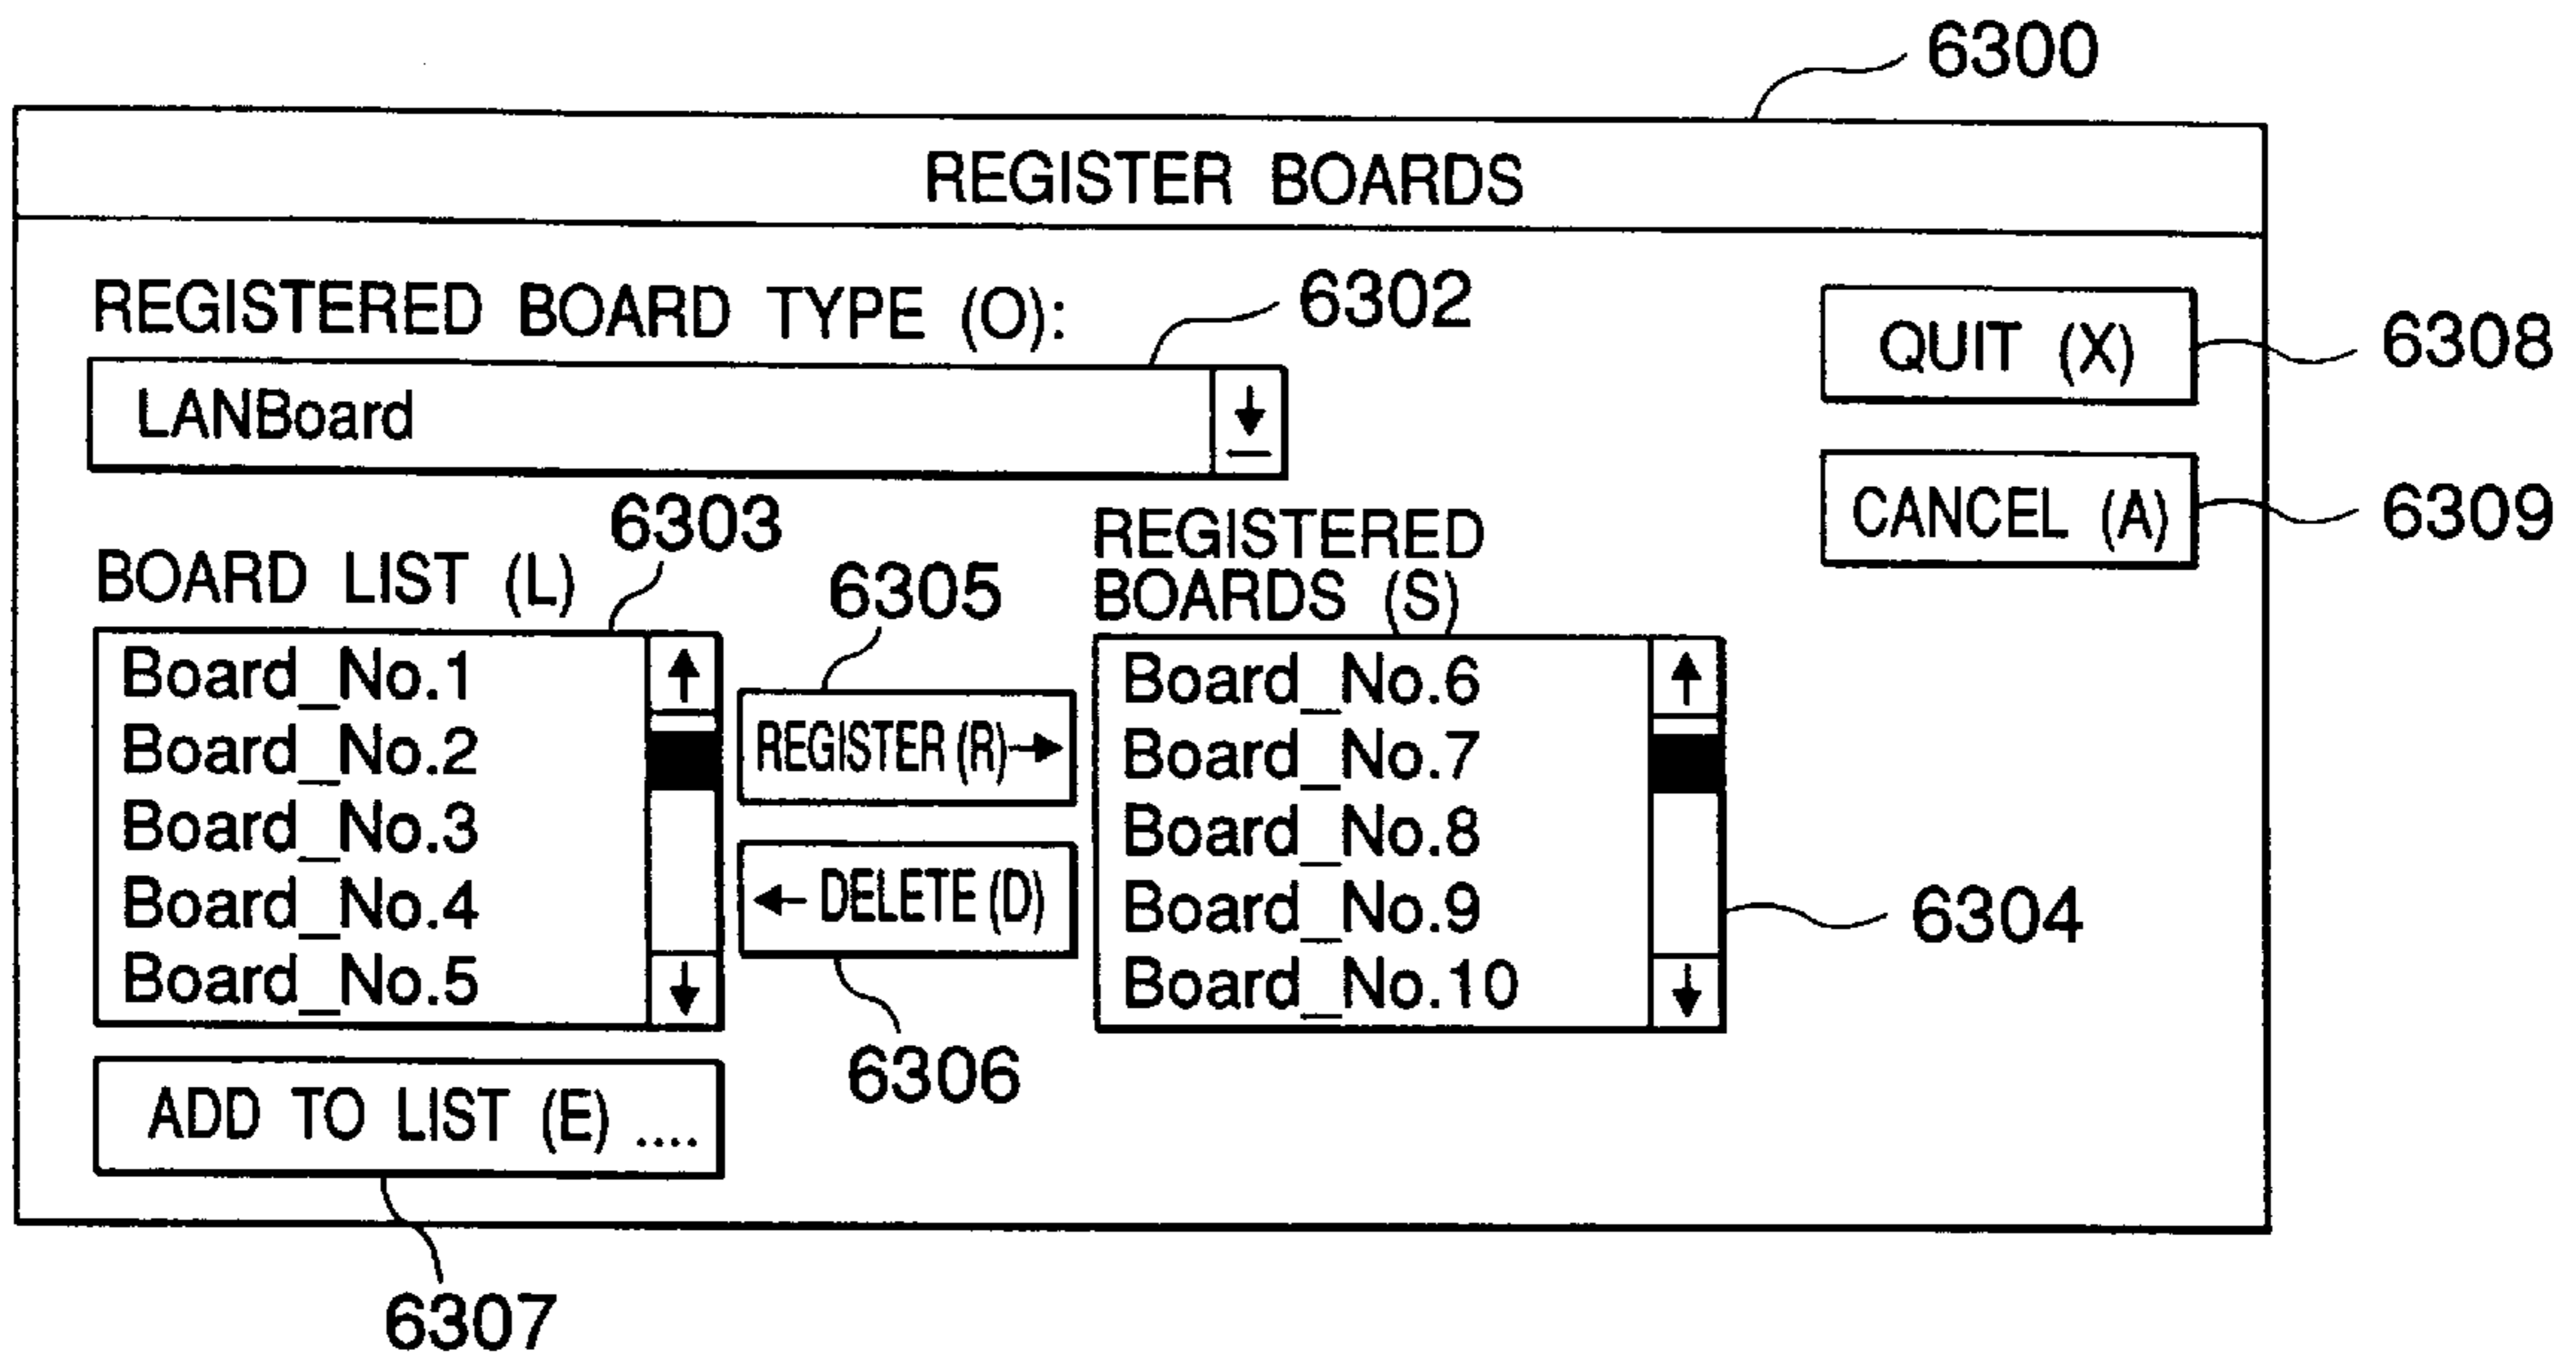 6300
REGISTER BOARDS
REGISTERED BOARD TYPE (O):
6302
LANBoard
QUIT (X)
6308
CANCEL (A)
6309
6303
BOARD LIST (L)
Board_No.1
Board_No.2
Board_No.3
Board_No.4
Board_No.5
6305
REGISTER (R)→
←DELETE (D)
6306
REGISTERED
BOARDS (S)
Board_No.6
Board_No.7
Board_No.8
Board_No.9
Board_No.10
6304
ADD TO LIST (E) ....
6307